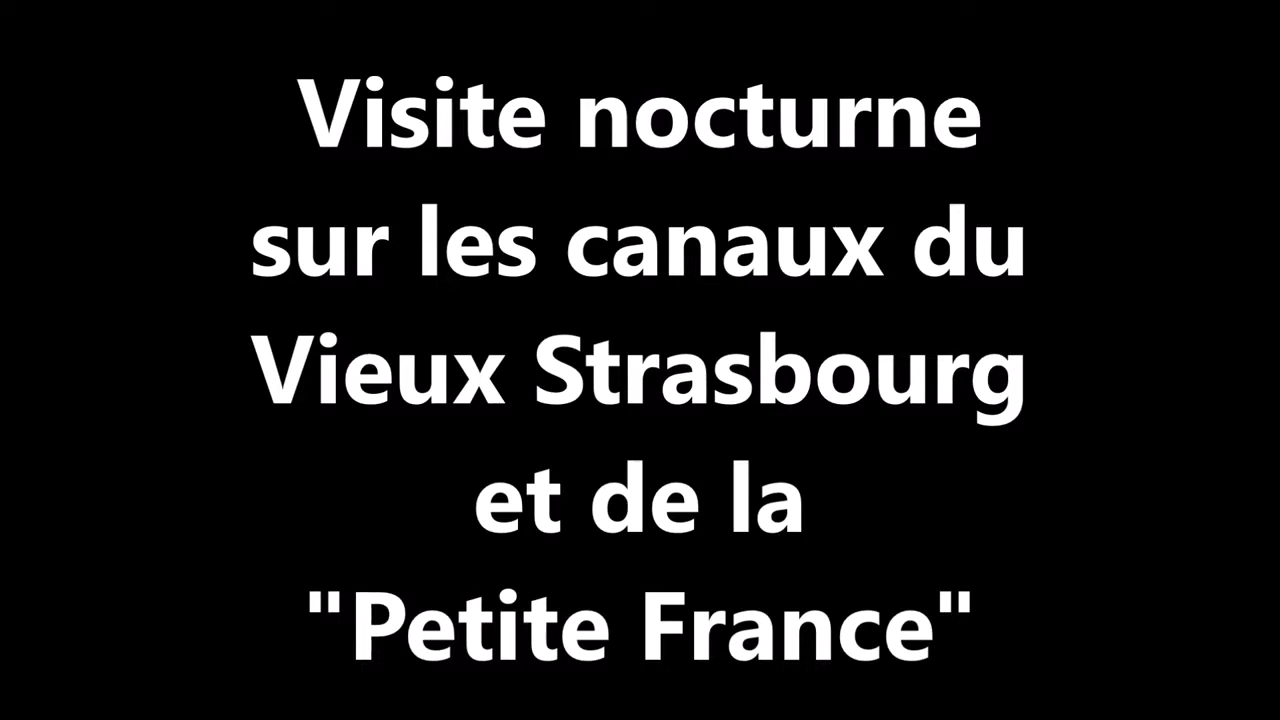 Visite nocturne
sur les canaux du
Vieux Strasbourg
et de la
"Petite France"